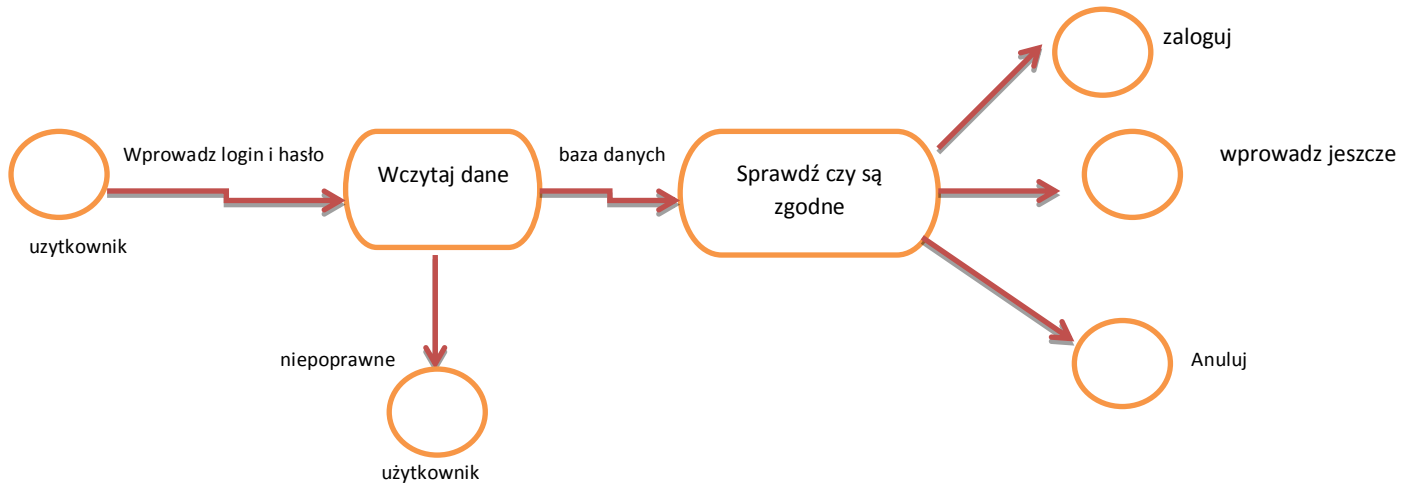 zaloguj
Wprowadz login i hasło
baza danych
wprowadz jeszcze
Wczytaj dane
Sprawdź czy są
zgodne
uzytkownik
niepoprawne
Anuluj
użytkownik